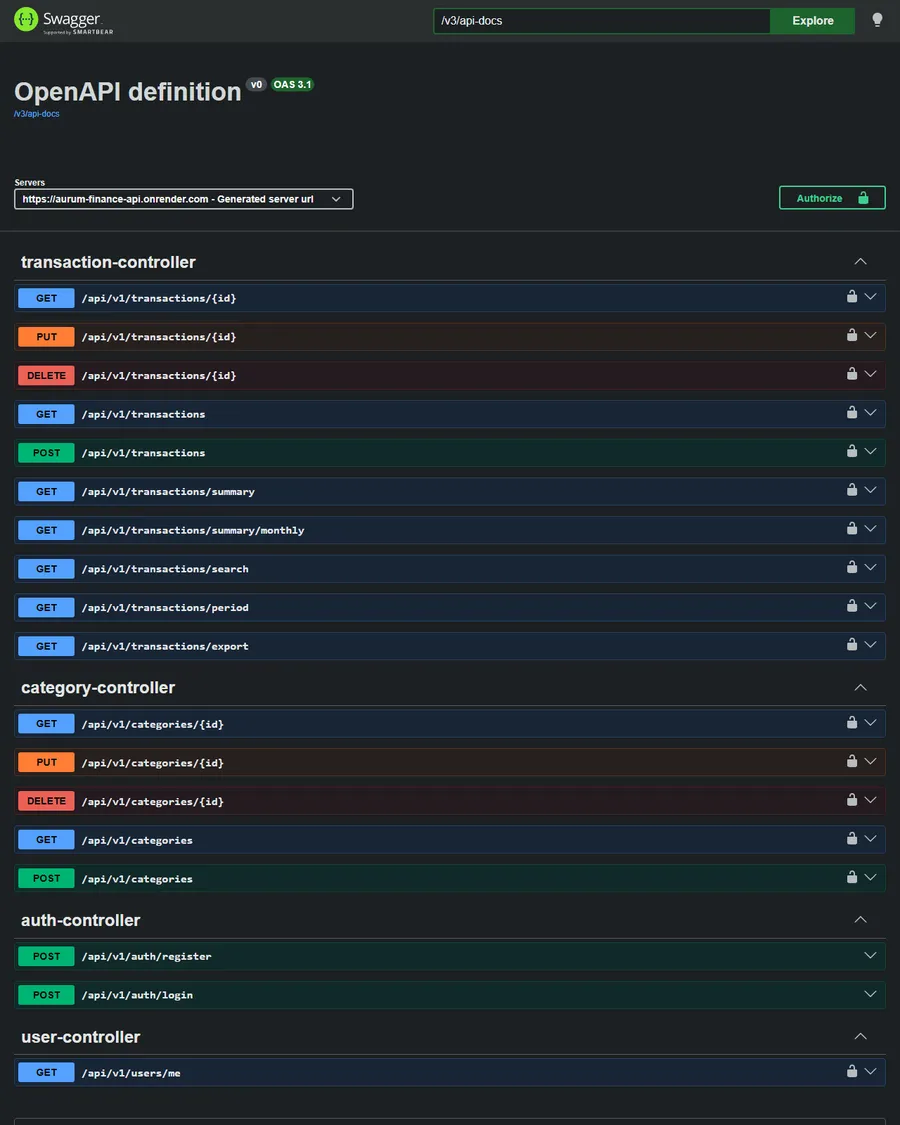 Swagger.
Supported by SMARTBEAR
/v3/api-docs
Explore
OpenAPI definition v0 OAS 3.1
/v3/api-docs
Servers
https://aurum-finance-api.onrender.com - Generated server url
Authorize
transaction-controller
GET /api/v1/transactions/{id}
PUT /api/v1/transactions/{id}
DELETE /api/v1/transactions/{id}
GET /api/v1/transactions
POST /api/v1/transactions
GET /api/v1/transactions/summary
GET /api/v1/transactions/summary/monthly
GET /api/v1/transactions/search
GET /api/v1/transactions/period
GET /api/v1/transactions/export
category-controller
GET /api/v1/categories/{id}
PUT /api/v1/categories/{id}
DELETE /api/v1/categories/{id}
GET /api/v1/categories
POST /api/v1/categories
auth-controller
POST /api/v1/auth/register
POST /api/v1/auth/login
user-controller
GET /api/v1/users/me